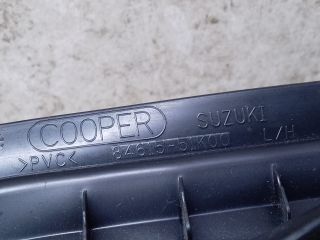 COOPER SUZUKI
>PVC< 84615-51K00 L/H